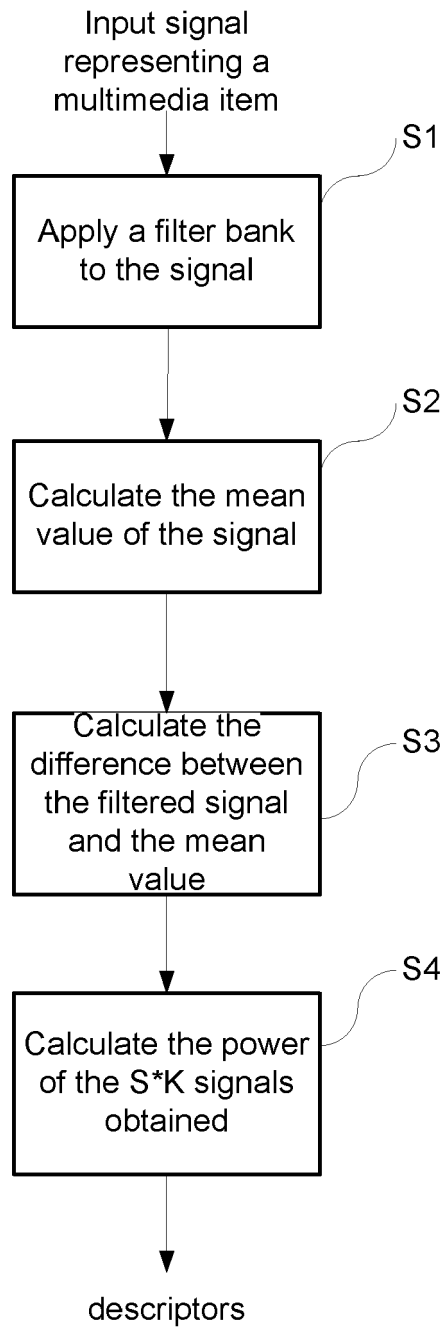 Input signal
representing a
multimedia item
S1
Apply a filter bank
to the signal
S2
Calculate the mean
value of the signal
S3
Calculate the
difference between
the filtered signal
and the mean
value
S4
Calculate the power
of the S*K signals
obtained
descriptors